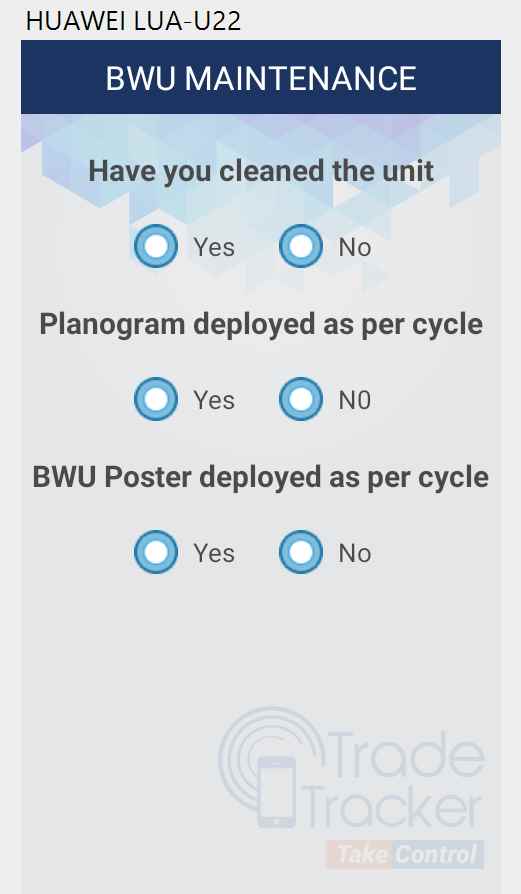 HUAWEI LUA-U22
BWU MAINTENANCE
Have you cleaned the unit
Yes No
Planogram deployed as per cycle
Yes N0
BWU Poster deployed as per cycle
Yes No
Trade
Tracker
Take Control